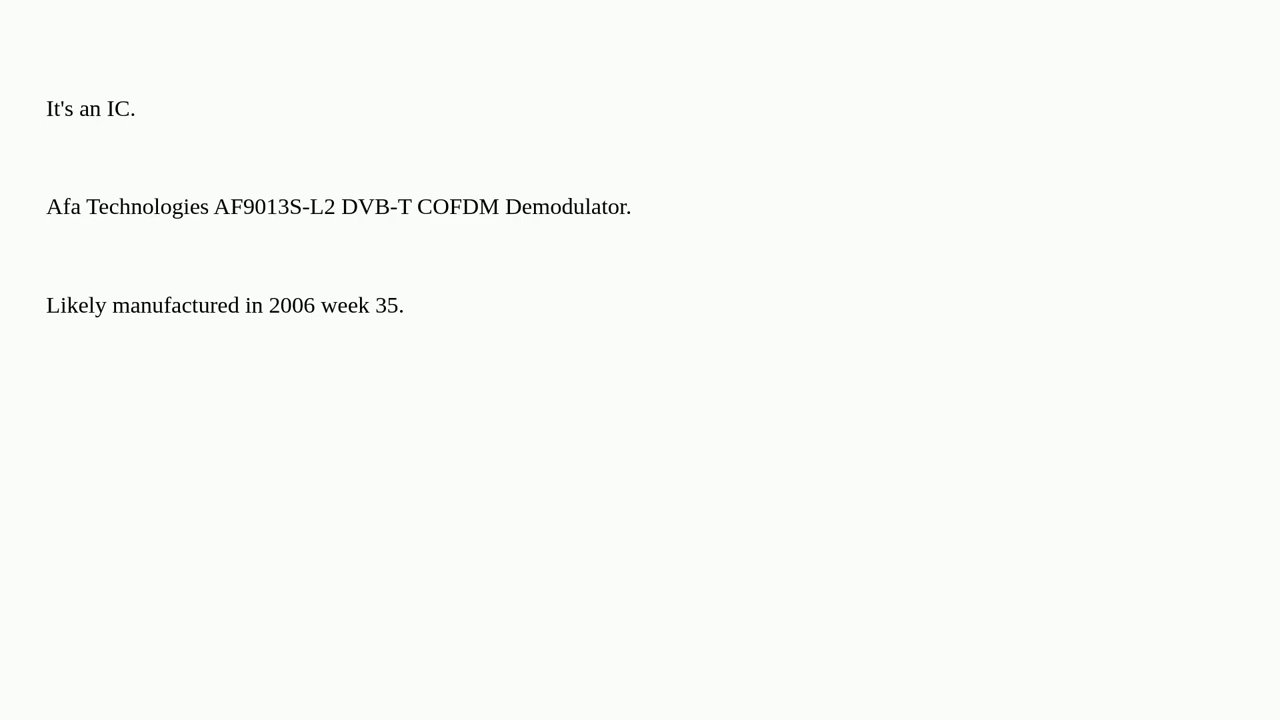 It's an IC.
Afa Technologies AF9013S-L2 DVB-T COFDM Demodulator.
Likely manufactured in 2006 week 35.